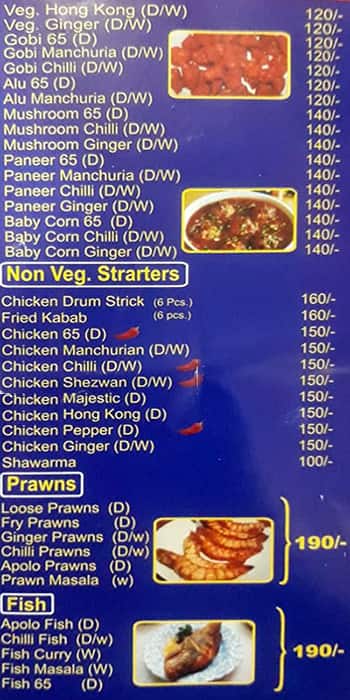 Veg. Hong Kong (D/W) 120/-
Veg. Ginger (D/W) 120/-
Gobi 65 (D) 120/-
Gobi Manchuria (D/W) 120/-
Gobi Chilli (D/W) 120/-
Alu 65 (D) 120/-
Alu Manchuria (D/W) 120/-
Mushroom 65 (D) 140/-
Mushroom Chilli (D/W) 140/-
Mushroom Ginger (D/W) 140/-
Paneer 65 (D) 140/-
Paneer Manchuria (D/W) 140/-
Paneer Chilli (D/W) 140/-
Paneer Ginger (D/W) 140/-
Baby Corn 65 (D) 140/-
Baby Corn Chilli (D/W) 140/-
Baby Corn Ginger (D/W) 140/-
Non Veg. Strarters
Chicken Drum Strick (6 Pcs.) 160/-
Fried Kabab (6 pcs.) 160/-
Chicken 65 (D) 150/-
Chicken Manchurian (D/W) 150/-
Chicken Chilli (D/W) 150/-
Chicken Shezwan (D/W) 150/-
Chicken Majestic (D) 150/-
Chicken Hong Kong (D) 150/-
Chicken Pepper (D) 150/-
Chicken Ginger (D/W) 150/-
Shawarma 100/-
Prawns
Loose Prawns (D)
Fry Prawns (D)
Ginger Prawns (D/w)
Chilli Prawns (D/w)
Apolo Prawns (D)
Prawn Masala (w)
190/-
Fish
Apolo Fish (D)
Chilli Fish (D/w)
Fish Curry (W)
Fish Masala (W)
Fish 65 (D)
190/-